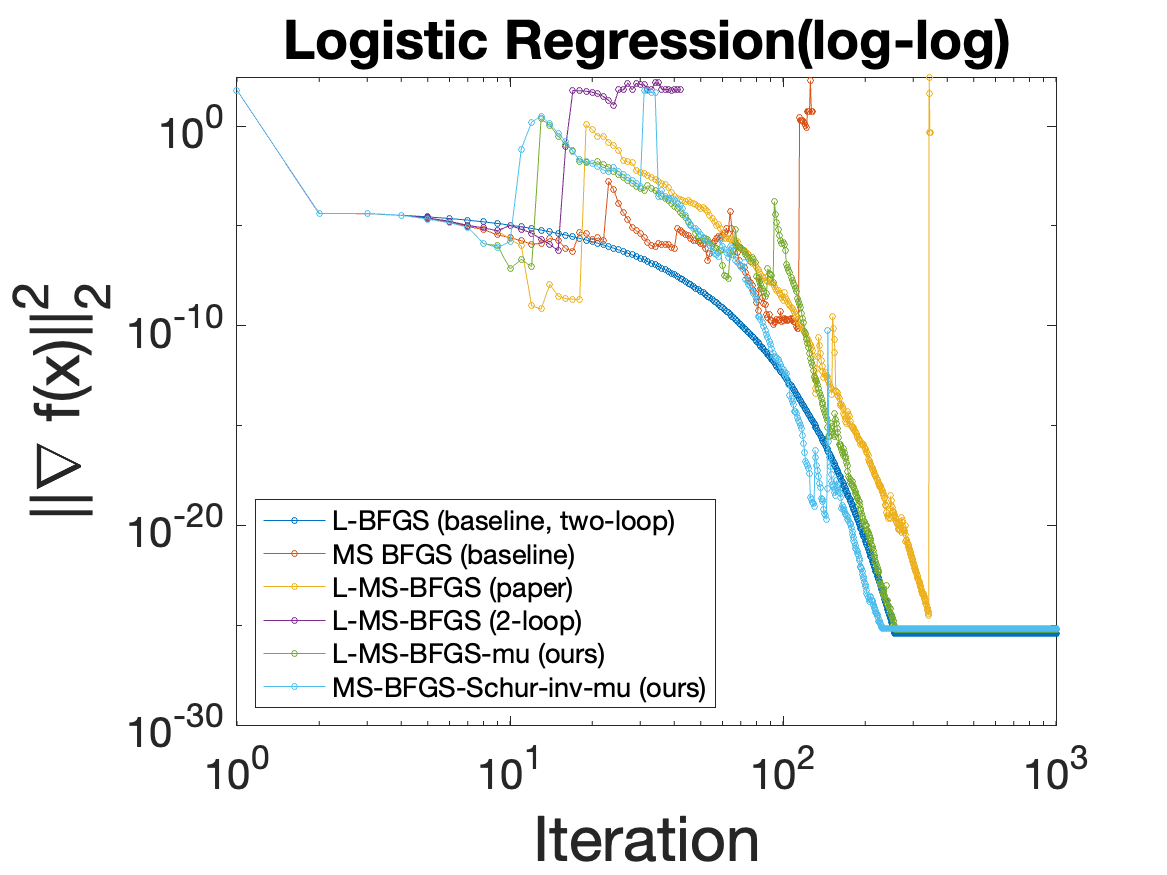 Logistic Regression(log-log)
||∇ f(x)||₂²
10⁰
10⁻¹⁰
10⁻²⁰
10⁻³⁰
L-BFGS (baseline, two-loop)
MS BFGS (baseline)
L-MS-BFGS (paper)
L-MS-BFGS (2-loop)
L-MS-BFGS-mu (ours)
MS-BFGS-Schur-inv-mu (ours)
10⁰ 10¹ 10² 10³
Iteration